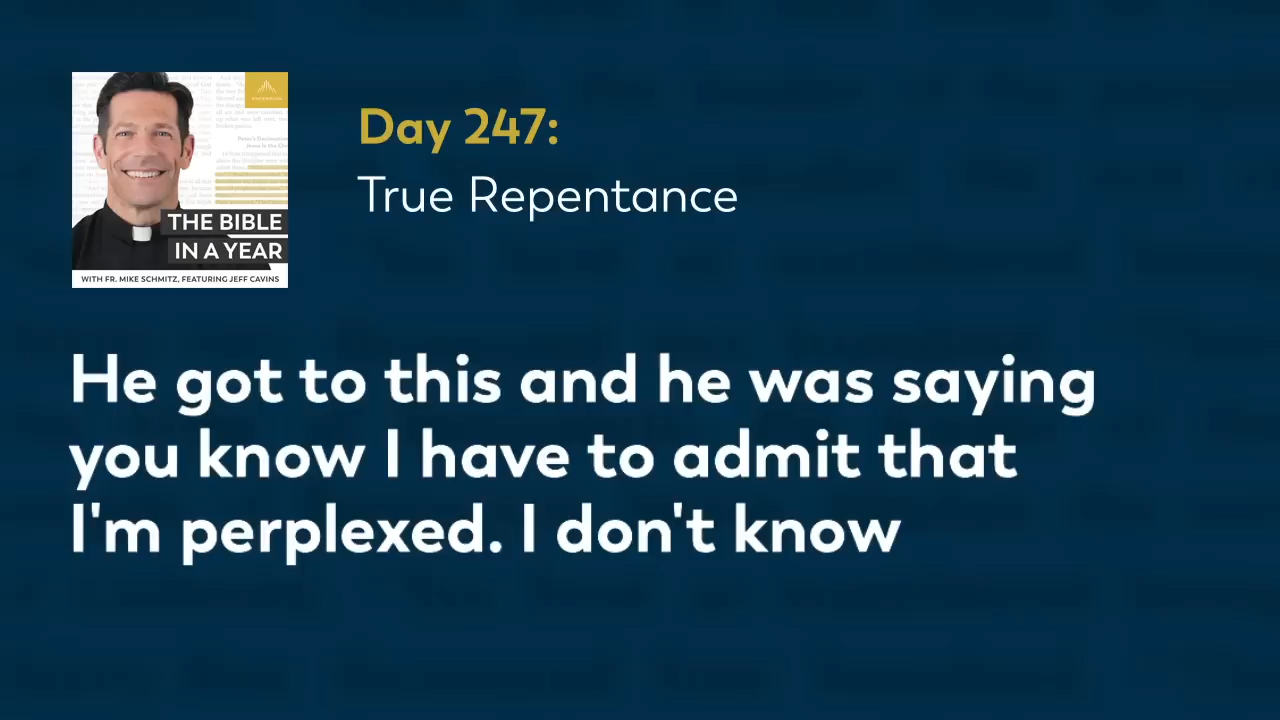 Day 247:
True Repentance
THE BIBLE
IN A YEAR
WITH FR. MIKE SCHMITZ, FEATURING JEFF CAVINS
He got to this and he was saying
you know I have to admit that
I'm perplexed. I don't know